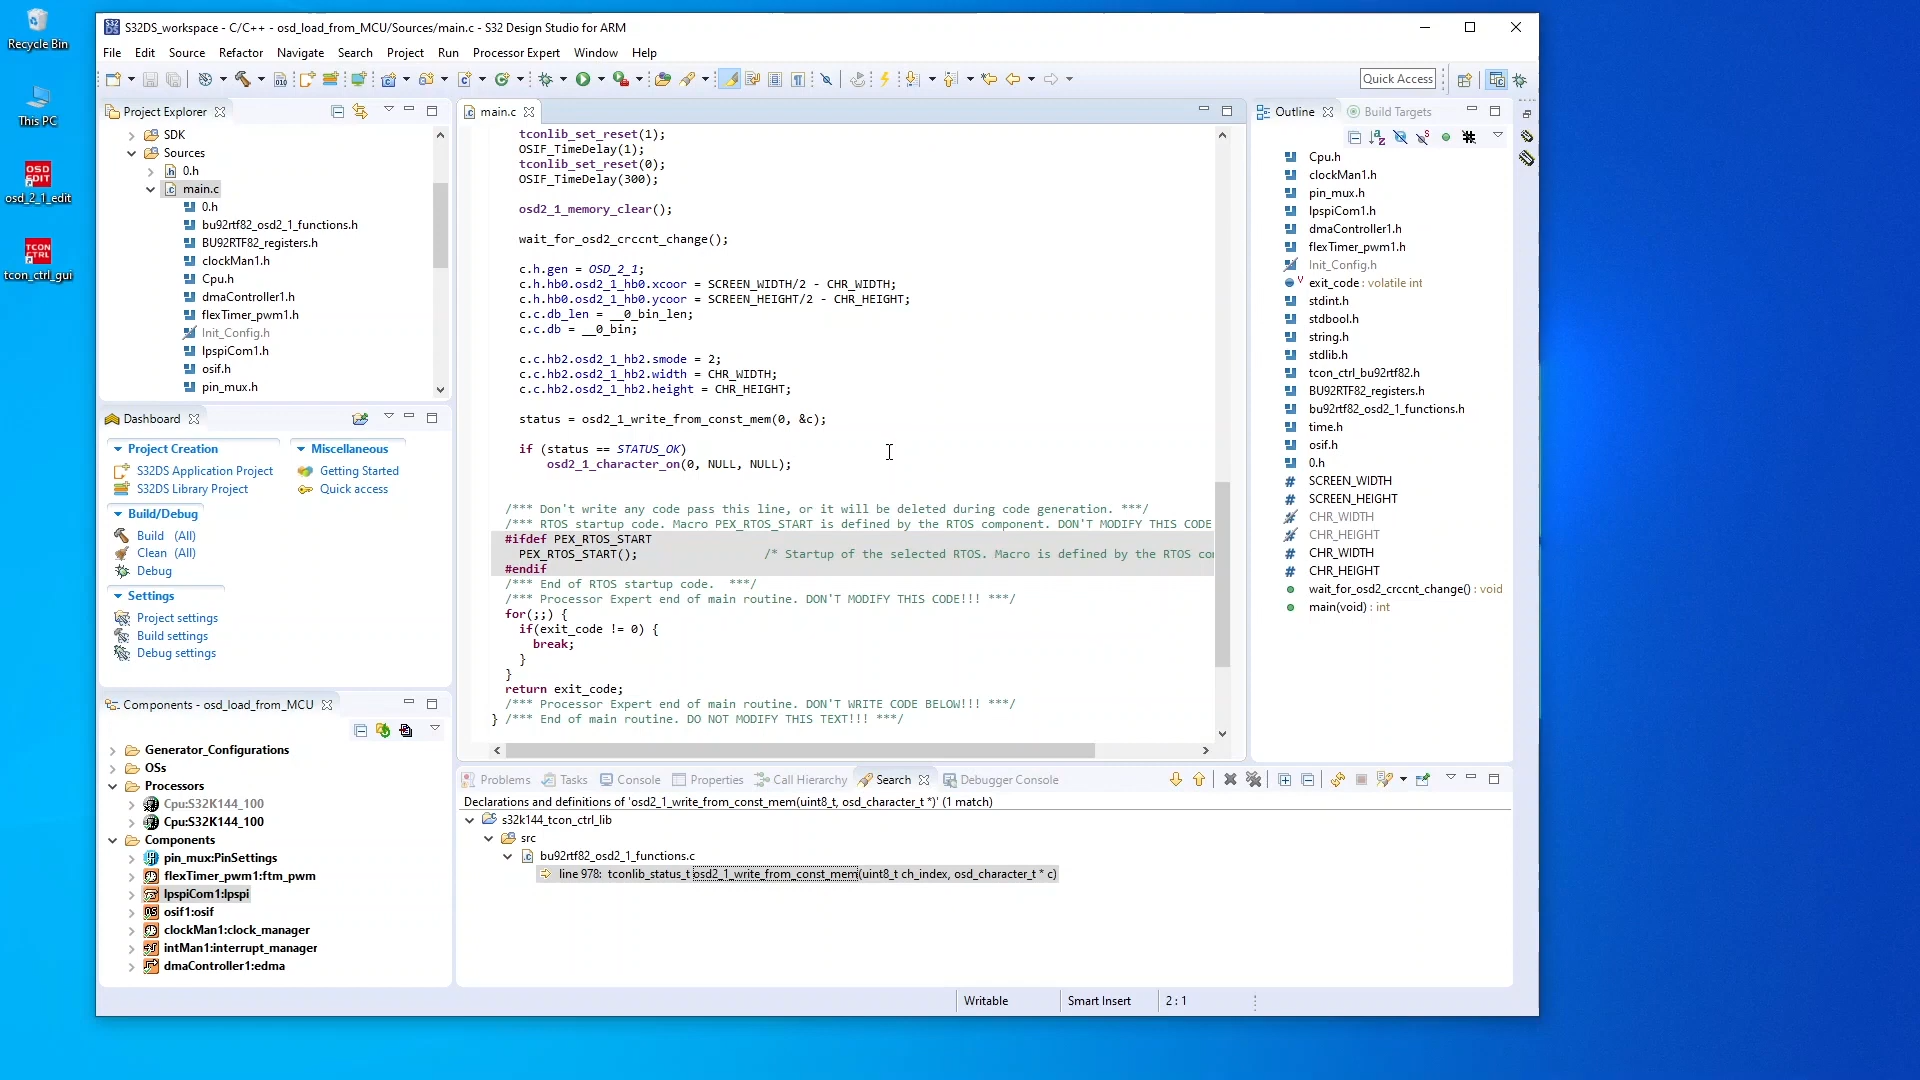 Recycle Bin
This PC
OSD EDIT
osd_2_1_edit
TCON CTRL
tcon_ctrl_gui
S32DS_workspace - C/C++ - osd_load_from_MCU/Sources/main.c - S32 Design Studio for ARM
File Edit Source Refactor Navigate Search Project Run Processor Expert Window Help
Quick Access
Project Explorer
SDK
Sources
0.h
main.c
0.h
bu92rtf82_osd2_1_functions.h
BU92RTF82_registers.h
clockMan1.h
Cpu.h
dmaController1.h
flexTimer_pwm1.h
Init_Config.h
lpspiCom1.h
osif.h
pin_mux.h
Dashboard
Project Creation
S32DS Application Project
S32DS Library Project
Build/Debug
Build (All)
Clean (All)
Debug
Settings
Project settings
Build settings
Debug settings
Miscellaneous
Getting Started
Quick access
Components - osd_load_from_MCU
Generator_Configurations
OSs
Processors
Cpu:S32K144_100
Cpu:S32K144_100
Components
pin_mux:PinSettings
flexTimer_pwm1:ftm_pwm
lpspiCom1:lpspi
osif1:osif
clockMan1:clock_manager
intMan1:interrupt_manager
dmaController1:edma
main.c
tconlib_set_reset(1);
OSIF_TimeDelay(1);
tconlib_set_reset(0);
OSIF_TimeDelay(300);
osd2_1_memory_clear();
wait_for_osd2_crccnt_change();
c.h.gen = OSD_2_1;
c.h.hb0.osd2_1_hb0.xcoor = SCREEN_WIDTH/2 - CHR_WIDTH;
c.h.hb0.osd2_1_hb0.ycoor = SCREEN_HEIGHT/2 - CHR_HEIGHT;
c.c.db_len = __0_bin_len;
c.c.db = __0_bin;
c.c.hb2.osd2_1_hb2.smode = 2;
c.c.hb2.osd2_1_hb2.width = CHR_WIDTH;
c.c.hb2.osd2_1_hb2.height = CHR_HEIGHT;
status = osd2_1_write_from_const_mem(0, &c);
if (status == STATUS_OK)
osd2_1_character_on(0, NULL, NULL);
/*** Don't write any code pass this line, or it will be deleted during code generation. ***/
/*** RTOS startup code. Macro PEX_RTOS_START is defined by the RTOS component. DON'T MODIFY THIS CODE
#ifdef PEX_RTOS_START
PEX_RTOS_START(); /* Startup of the selected RTOS. Macro is defined by the RTOS co
#endif
/*** End of RTOS startup code. ***/
/*** Processor Expert end of main routine. DON'T MODIFY THIS CODE!!! ***/
for(;;) {
if(exit_code != 0) {
break;
}
}
return exit_code;
/*** Processor Expert end of main routine. DON'T WRITE CODE BELOW!!! ***/
} /*** End of main routine. DO NOT MODIFY THIS TEXT!!! ***/
Problems Tasks Console Properties Call Hierarchy Search Debugger Console
Declarations and definitions of 'osd2_1_write_from_const_mem(uint8_t, osd_character_t *)' (1 match)
s32k144_tcon_ctrl_lib
src
bu92rtf82_osd2_1_functions.c
line 978: tconlib_status_t osd2_1_write_from_const_mem(uint8_t ch_index, osd_character_t * c)
Outline Build Targets
Cpu.h
clockMan1.h
pin_mux.h
lpspiCom1.h
dmaController1.h
flexTimer_pwm1.h
Init_Config.h
exit_code : volatile int
stdint.h
stdbool.h
string.h
stdlib.h
tcon_ctrl_bu92rtf82.h
BU92RTF82_registers.h
bu92rtf82_osd2_1_functions.h
time.h
osif.h
0.h
SCREEN_WIDTH
SCREEN_HEIGHT
CHR_WIDTH
CHR_HEIGHT
CHR_WIDTH
CHR_HEIGHT
wait_for_osd2_crccnt_change() : void
main(void) : int
Writable Smart Insert 2 : 1